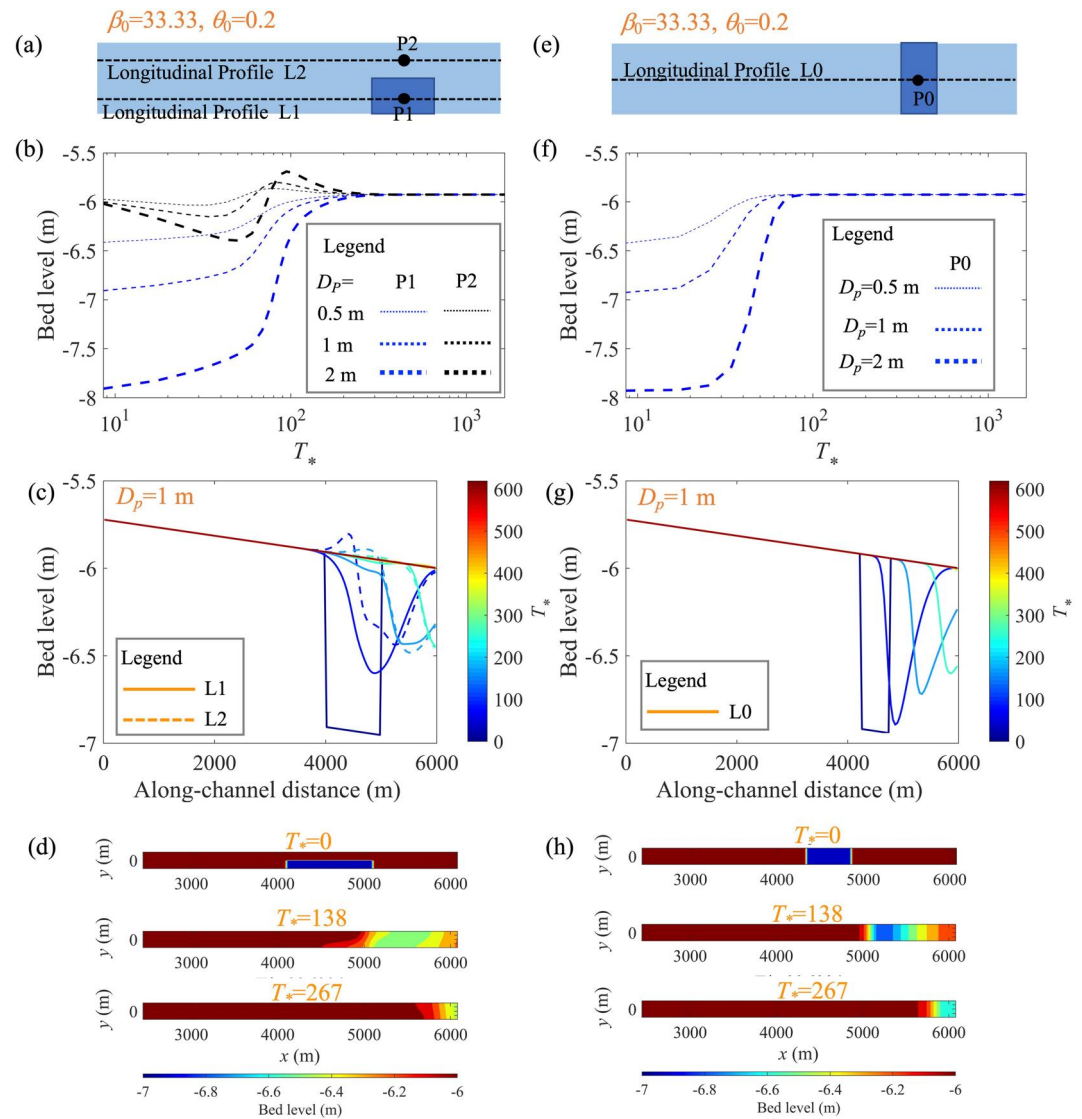 β0=33.33, θ0=0.2
(a)
P2
Longitudinal Profile L2
Longitudinal Profile L1
P1
β0=33.33, θ0=0.2
(e)
Longitudinal Profile L0
P0
(b)
Bed level (m)
-5.5
-6
-6.5
-7
-7.5
-8
Legend
DP= P1 P2
0.5 m
1 m
2 m
10^1 10^2 10^3
T*
(f)
Bed level (m)
-5.5
-6
-6.5
-7
-7.5
-8
Legend
P0
Dp=0.5 m
Dp=1 m
Dp=2 m
10^1 10^2 10^3
T*
(c)
Dp=1 m
Bed level (m)
-5.5
-6
-6.5
-7
Legend
L1
L2
0 2000 4000 6000
Along-channel distance (m)
600
500
400
300
200
100
0
T*
(g)
Dp=1 m
Bed level (m)
-5.5
-6
-6.5
-7
Legend
L0
0 2000 4000 6000
Along-channel distance (m)
600
500
400
300
200
100
0
T*
(d)
T*=0
y (m)
0
3000 4000 5000 6000
T*=138
y (m)
0
3000 4000 5000 6000
T*=267
y (m)
0
3000 4000 5000 6000
x (m)
-7 -6.8 -6.6 -6.4 -6.2 -6
Bed level (m)
(h)
T*=0
y (m)
0
3000 4000 5000 6000
T*=138
y (m)
0
3000 4000 5000 6000
T*=267
y (m)
0
3000 4000 5000 6000
x (m)
-7 -6.8 -6.6 -6.4 -6.2 -6
Bed level (m)